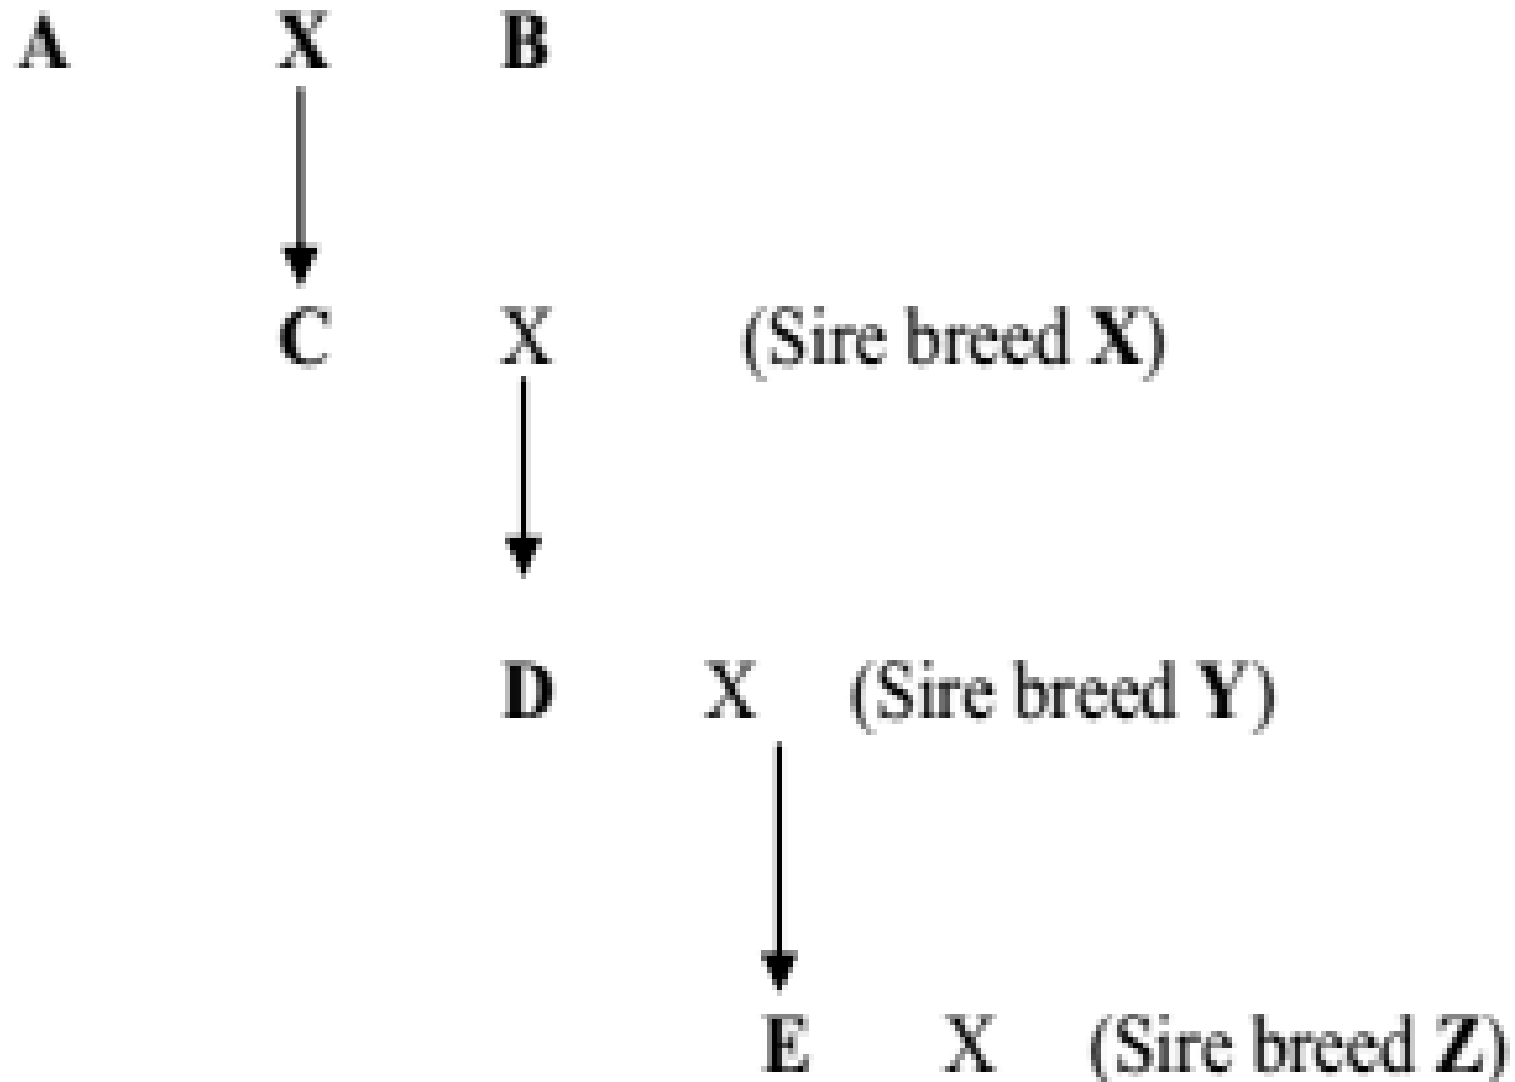 A X B
C X (Sire breed X)
D X (Sire breed Y)
E X (Sire breed Z)